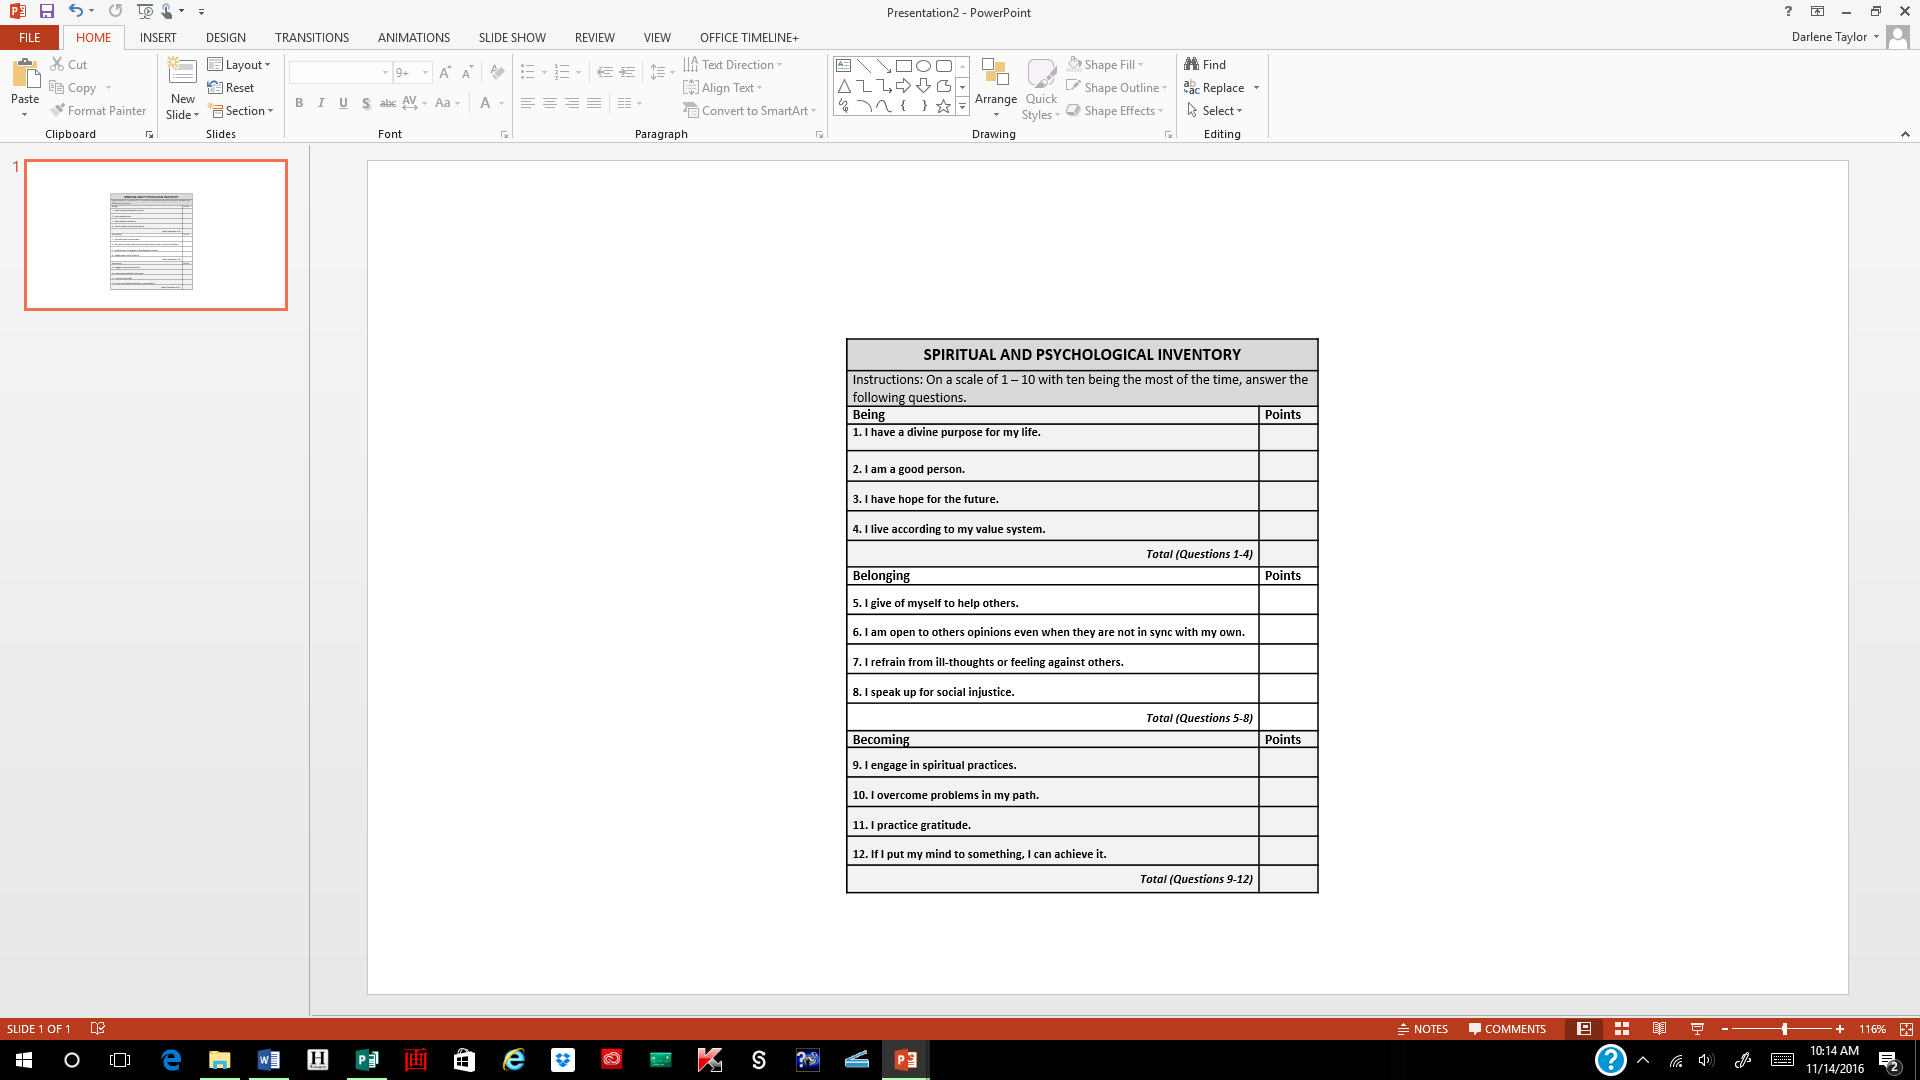 Presentation2 - PowerPoint
FILE HOME INSERT DESIGN TRANSITIONS ANIMATIONS SLIDE SHOW REVIEW VIEW OFFICE TIMELINE+
Darlene Taylor
Paste
Cut
Copy
Format Painter
Clipboard
New Slide
Layout
Reset
Section
Slides
9+
Font
Text Direction
Align Text
Convert to SmartArt
Paragraph
Arrange
Quick Styles
Shape Fill
Shape Outline
Shape Effects
Drawing
Find
Replace
Select
Editing
1
SPIRITUAL AND PSYCHOLOGICAL INVENTORY
Instructions: On a scale of 1 – 10 with ten being the most of the time, answer the
following questions.
Being Points
1. I have a divine purpose for my life.
2. I am a good person.
3. I have hope for the future.
4. I live according to my value system.
Total (Questions 1-4)
Belonging Points
5. I give of myself to help others.
6. I am open to others opinions even when they are not in sync with my own.
7. I refrain from ill-thoughts or feeling against others.
8. I speak up for social injustice.
Total (Questions 5-8)
Becoming Points
9. I engage in spiritual practices.
10. I overcome problems in my path.
11. I practice gratitude.
12. If I put my mind to something, I can achieve it.
Total (Questions 9-12)
SLIDE 1 OF 1
NOTES COMMENTS 116%
10:14 AM
11/14/2016
2